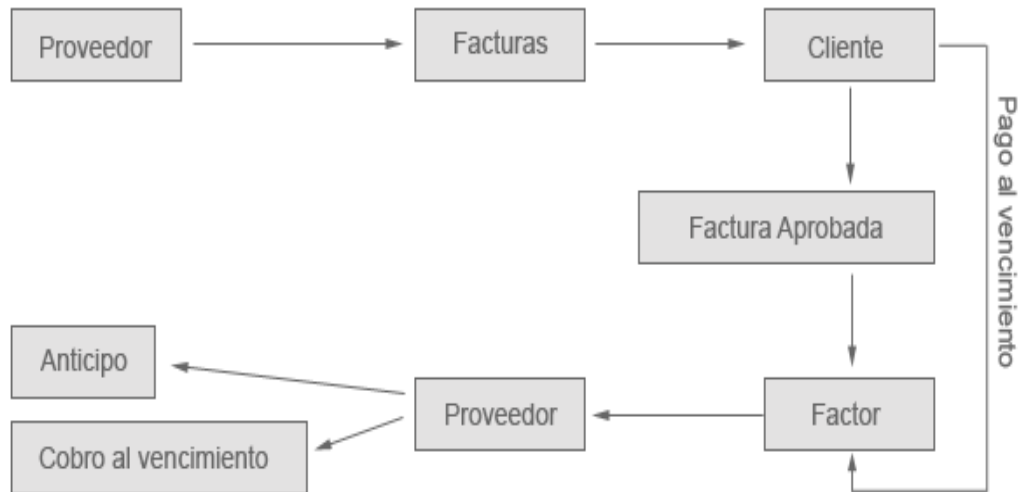 Proveedor
Facturas
Cliente
Pago al vencimiento
Factura Aprobada
Anticipo
Proveedor
Factor
Cobro al vencimiento